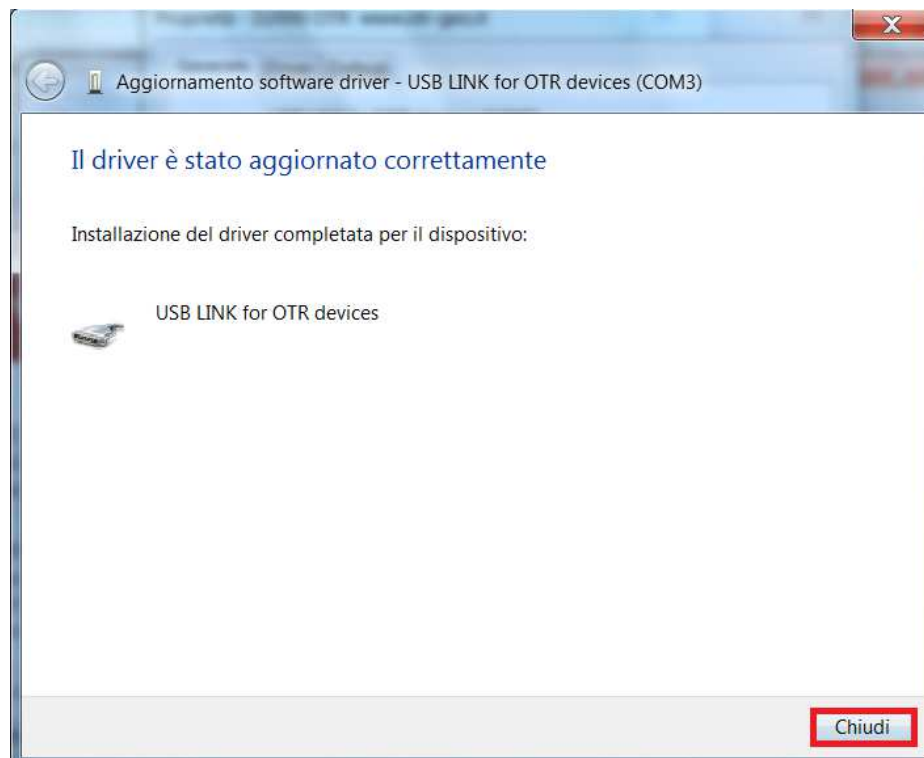 Aggiornamento software driver - USB LINK for OTR devices (COM3)
Il driver è stato aggiornato correttamente
Installazione del driver completata per il dispositivo:
USB LINK for OTR devices
Chiudi